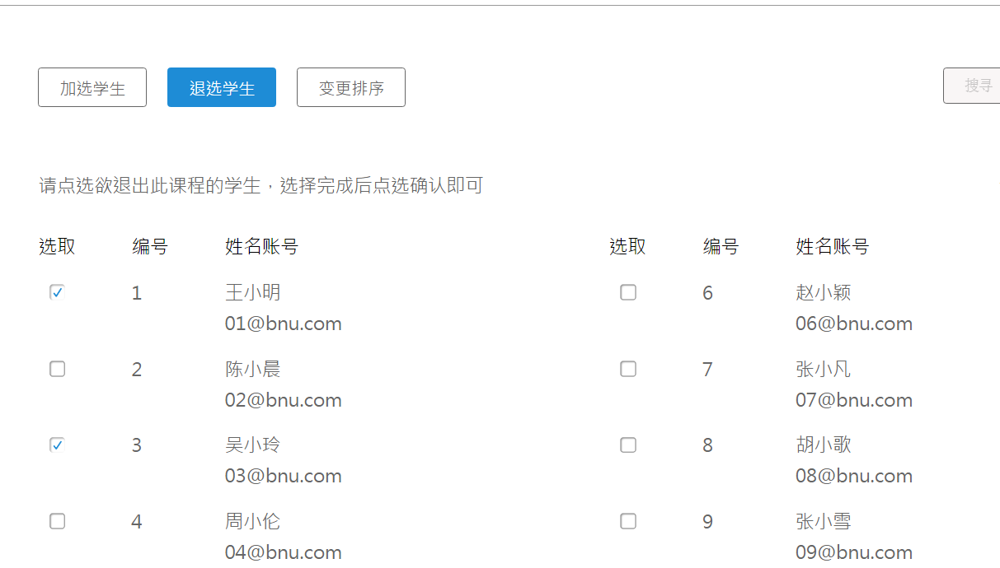 加选学生 退选学生 变更排序 搜寻
请点选欲退出此课程的学生，选择完成后点选确认即可
选取 编号 姓名账号 选取 编号 姓名账号
1 王小明 6 赵小颖
01@bnu.com 06@bnu.com
2 陈小晨 7 张小凡
02@bnu.com 07@bnu.com
3 吴小玲 8 胡小歌
03@bnu.com 08@bnu.com
4 周小伦 9 张小雪
04@bnu.com 09@bnu.com